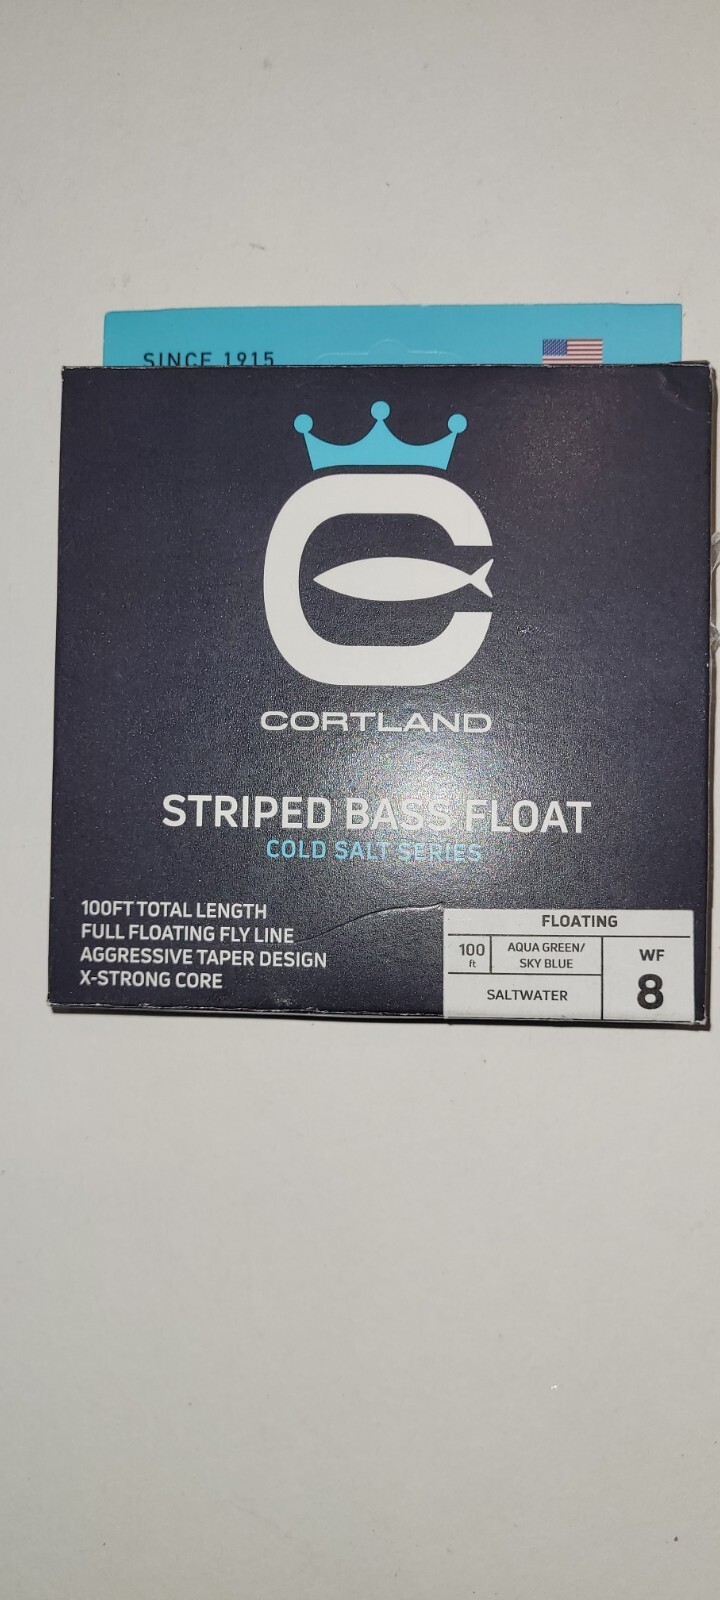 SINCE 1915
CORTLAND
STRIPED BASS FLOAT
COLD SALT SERIES
100FT TOTAL LENGTH
FULL FLOATING FLY LINE
AGGRESSIVE TAPER DESIGN
X-STRONG CORE
FLOATING
100
ft
AQUA GREEN/
SKY BLUE
SALTWATER
WF
8